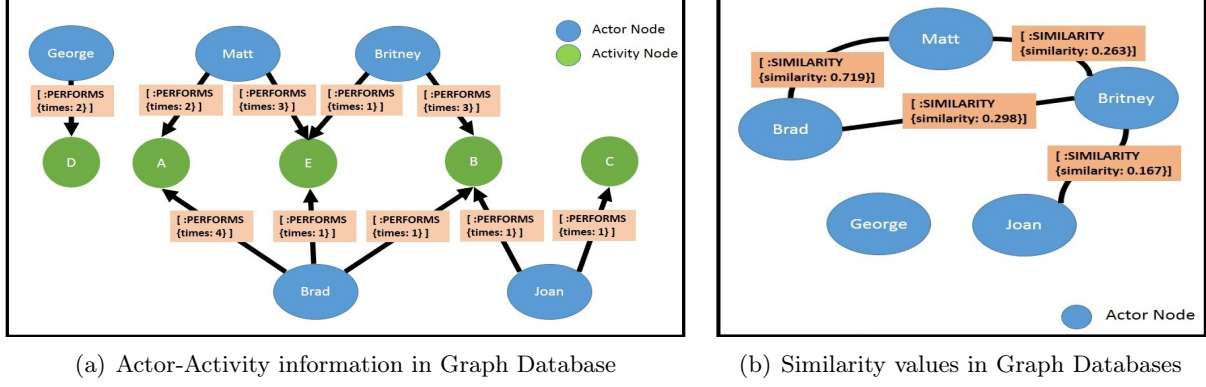 George
Matt
Britney
Actor Node
Activity Node
[ :PERFORMS
{times: 2} ]
[ :PERFORMS
{times: 2} ]
[ :PERFORMS
{times: 3} ]
[ :PERFORMS
{times: 1} ]
[ :PERFORMS
{times: 3} ]
D
A
E
B
C
[ :PERFORMS
{times: 4} ]
[ :PERFORMS
{times: 1} ]
[ :PERFORMS
{times: 1} ]
[ :PERFORMS
{times: 1} ]
[ :PERFORMS
{times: 1} ]
Brad
Joan
(a) Actor-Activity information in Graph Database
Matt
[ :SIMILARITY
{similarity: 0.263}]
[ :SIMILARITY
{similarity: 0.719}]
Britney
[ :SIMILARITY
{similarity: 0.298}]
Brad
[ :SIMILARITY
{similarity: 0.167}]
George
Joan
Actor Node
(b) Similarity values in Graph Databases